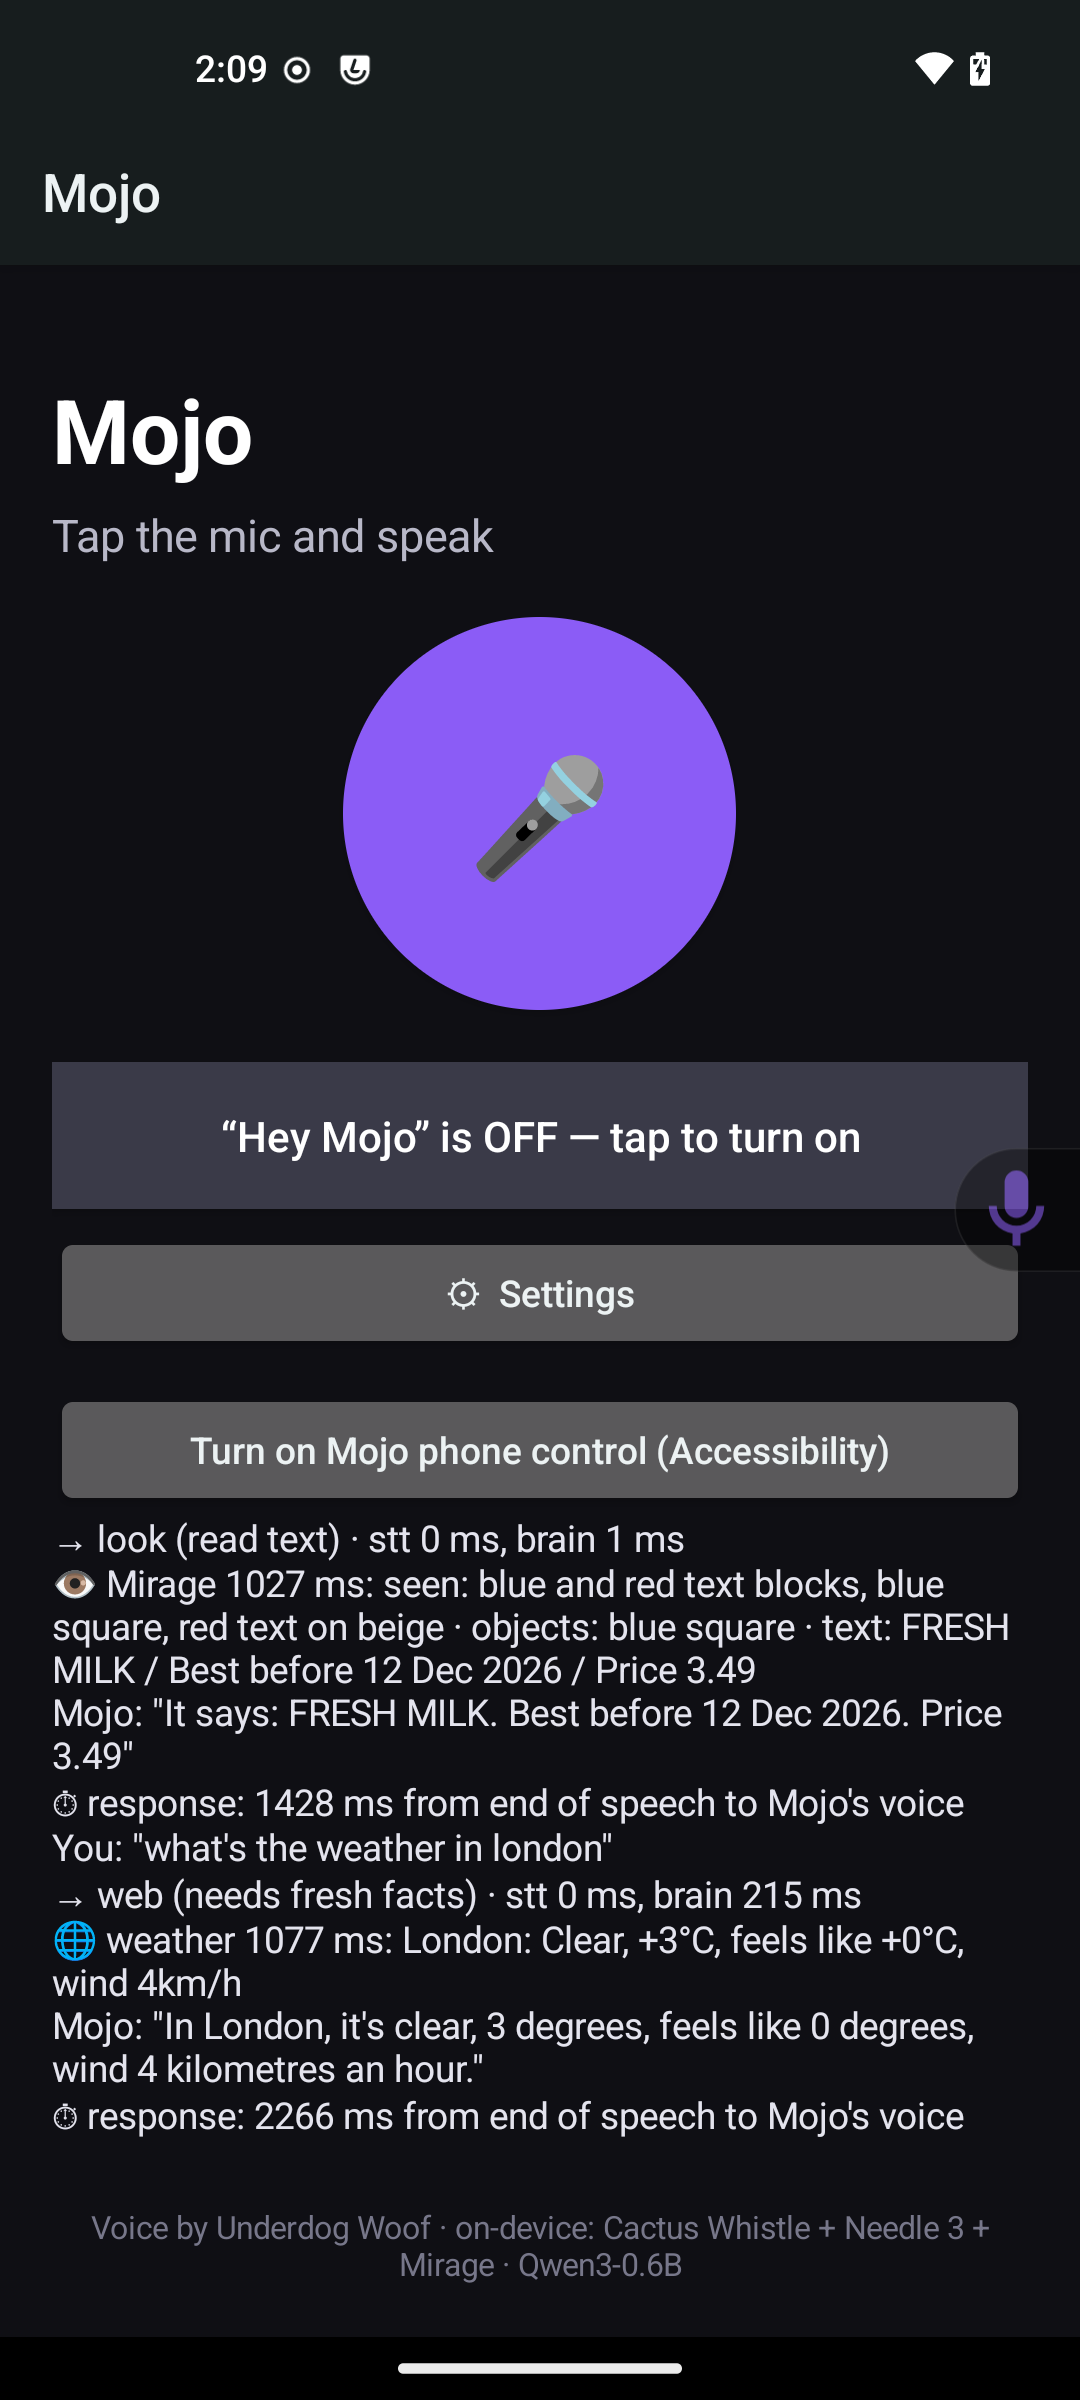 2:09
Mojo
Mojo
Tap the mic and speak
“Hey Mojo” is OFF — tap to turn on
Settings
Turn on Mojo phone control (Accessibility)
→ look (read text) · stt 0 ms, brain 1 ms
👁️ Mirage 1027 ms: seen: blue and red text blocks, blue
square, red text on beige · objects: blue square · text: FRESH
MILK / Best before 12 Dec 2026 / Price 3.49
Mojo: "It says: FRESH MILK. Best before 12 Dec 2026. Price
3.49"
⏱ response: 1428 ms from end of speech to Mojo's voice
You: "what's the weather in london"
→ web (needs fresh facts) · stt 0 ms, brain 215 ms
🌐 weather 1077 ms: London: Clear, +3°C, feels like +0°C,
wind 4km/h
Mojo: "In London, it's clear, 3 degrees, feels like 0 degrees,
wind 4 kilometres an hour."
⏱ response: 2266 ms from end of speech to Mojo's voice
Voice by Underdog Woof · on-device: Cactus Whistle + Needle 3 +
Mirage · Qwen3-0.6B